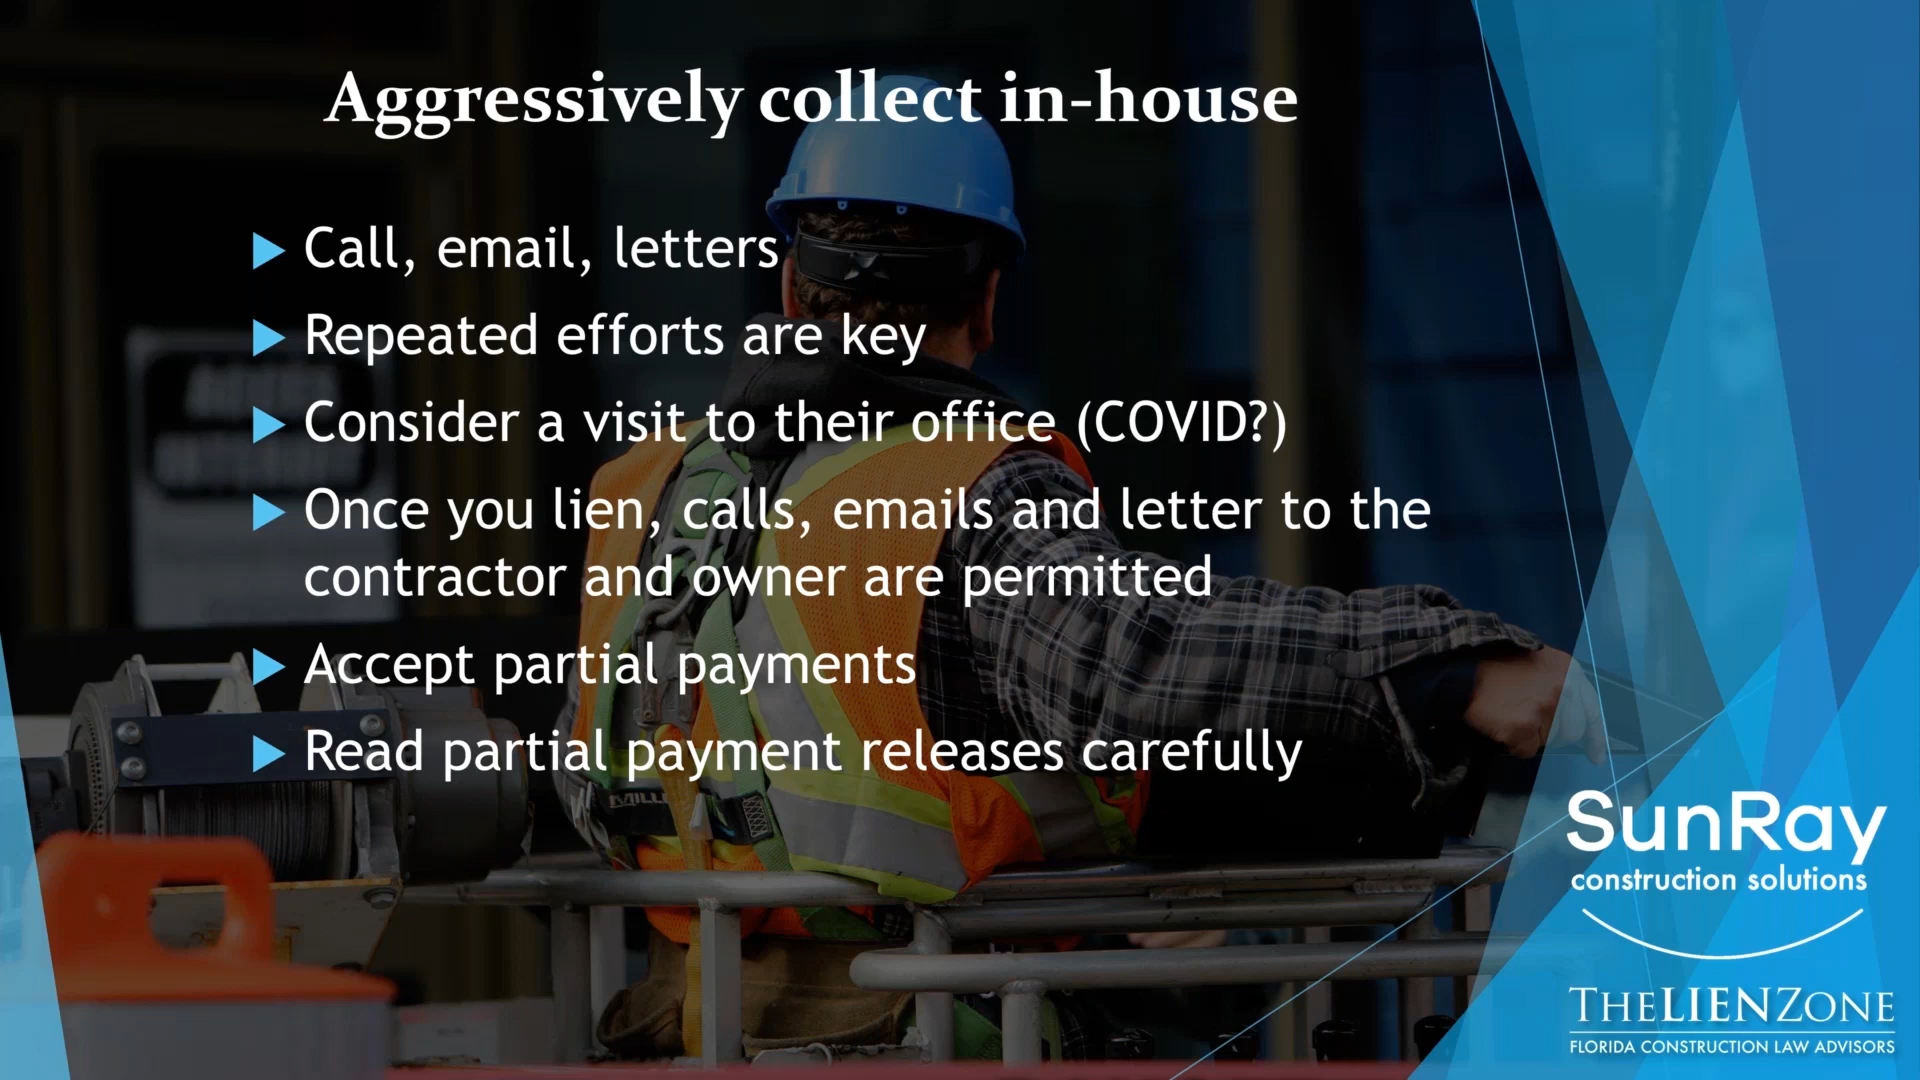 Aggressively collect in-house
Call, email, letters
Repeated efforts are key
Consider a visit to their office (COVID?)
Once you lien, calls, emails and letter to the
contractor and owner are permitted
Accept partial payments
Read partial payment releases carefully
SunRay
construction solutions
THELIENZONE
FLORIDA CONSTRUCTION LAW ADVISORS